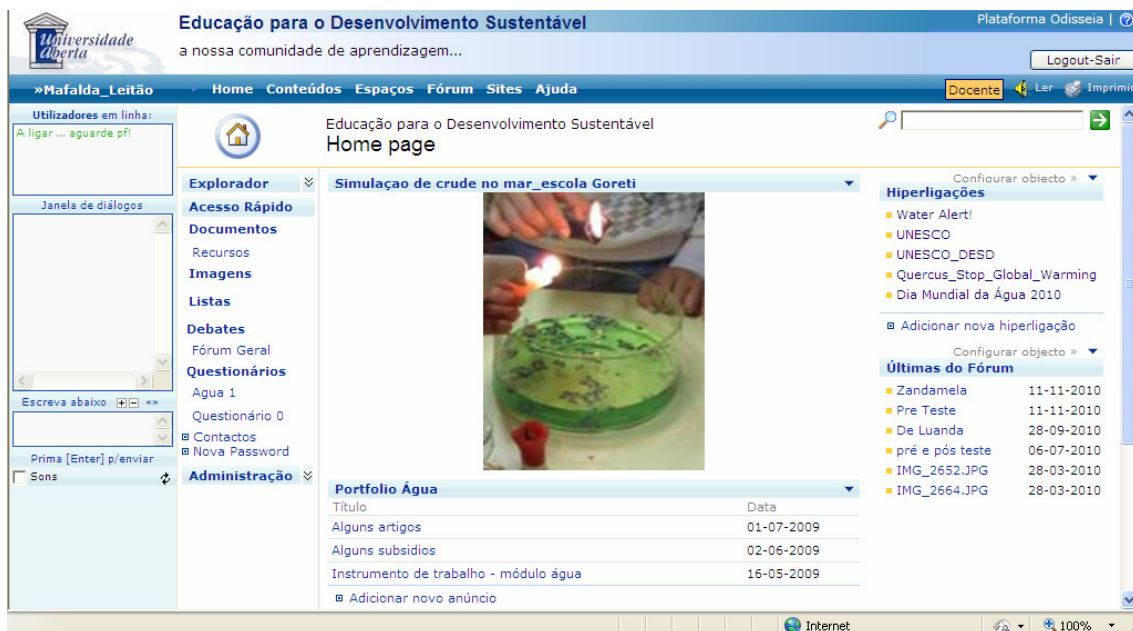 Universidade
Aberta
Educação para o Desenvolvimento Sustentável
a nossa comunidade de aprendizagem...
Plataforma Odisseia |
Logout-Sair
»Mafalda_Leitão
Home Conteúdos Espaços Fórum Sites Ajuda
Docente Ler Imprimir
Utilizadores em linha:
A ligar ... aguarde pf!
Janela de diálogos
Escreva abaixo «»
Prima [Enter] p/enviar
Sons
Educação para o Desenvolvimento Sustentável
Home page
Explorador
Acesso Rápido
Documentos
Recursos
Imagens
Listas
Debates
Fórum Geral
Questionários
Agua 1
Questionário 0
Contactos
Nova Password
Administração
Simulaçao de crude no mar_escola Goreti
Portfolio Água
Título Data
Alguns artigos 01-07-2009
Alguns subsidios 02-06-2009
Instrumento de trabalho - módulo água 16-05-2009
Adicionar novo anúncio
Configurar objecto »
Hiperligações
Water Alert!
UNESCO
UNESCO_DESD
Quercus_Stop_Global_Warming
Dia Mundial da Água 2010
Adicionar nova hiperligação
Configurar objecto »
Últimas do Fórum
Zandamela 11-11-2010
Pre Teste 11-11-2010
De Luanda 28-09-2010
pré e pós teste 06-07-2010
IMG_2652.JPG 28-03-2010
IMG_2664.JPG 28-03-2010
Internet 100%